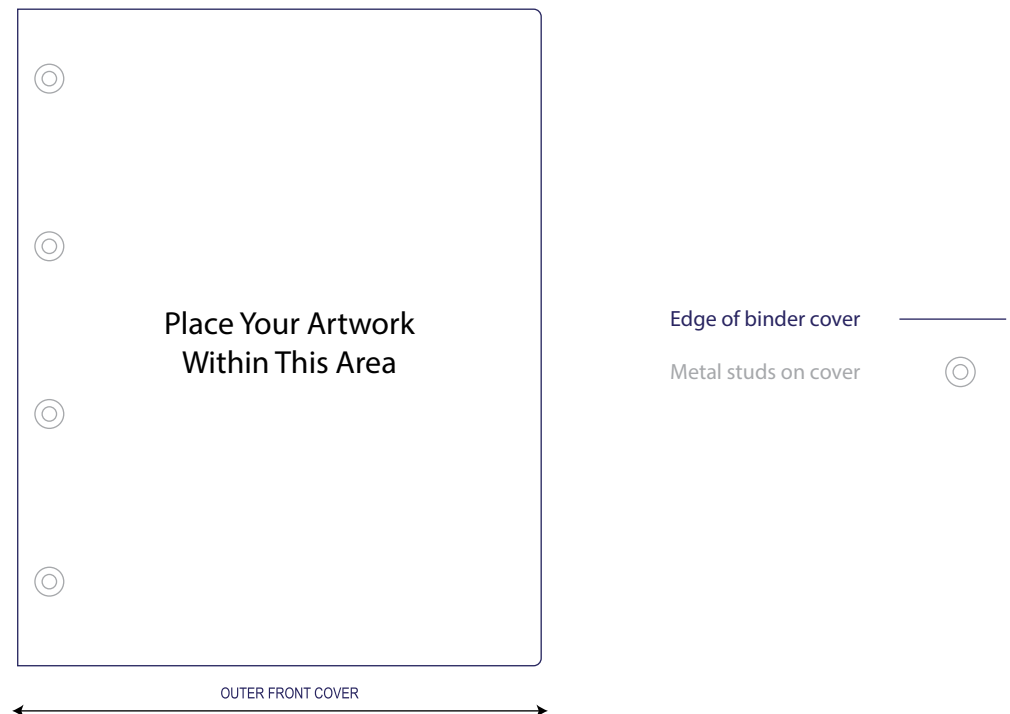 Place Your Artwork
Within This Area
Edge of binder cover
Metal studs on cover
OUTER FRONT COVER